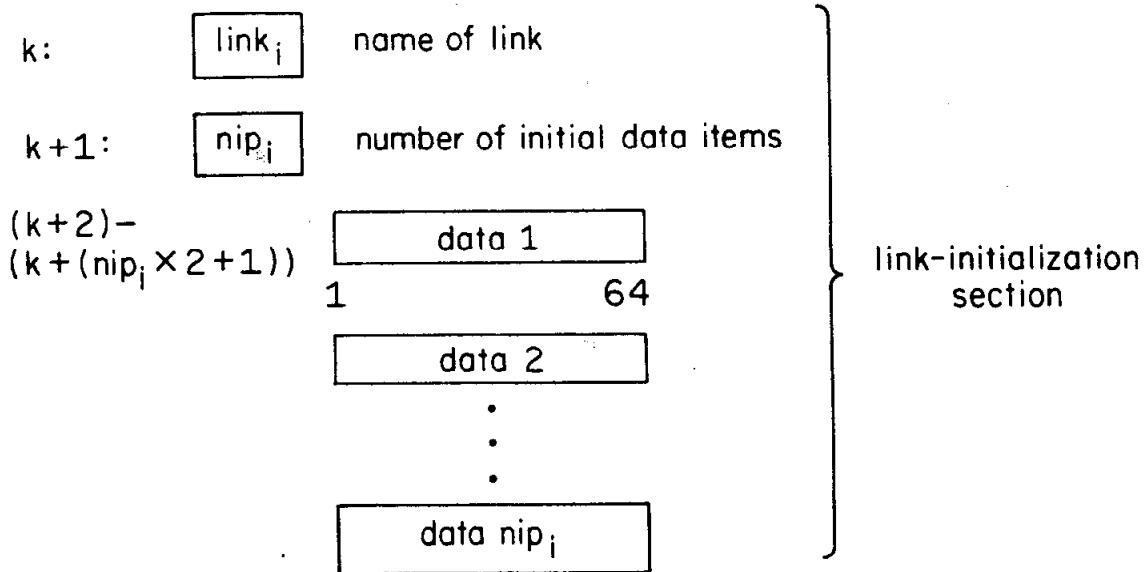 k: link_i name of link
k+1: nip_i number of initial data items
(k+2)–
(k+(nip_i×2+1))
data 1
1 64
data 2
data nip_i
link-initialization
section